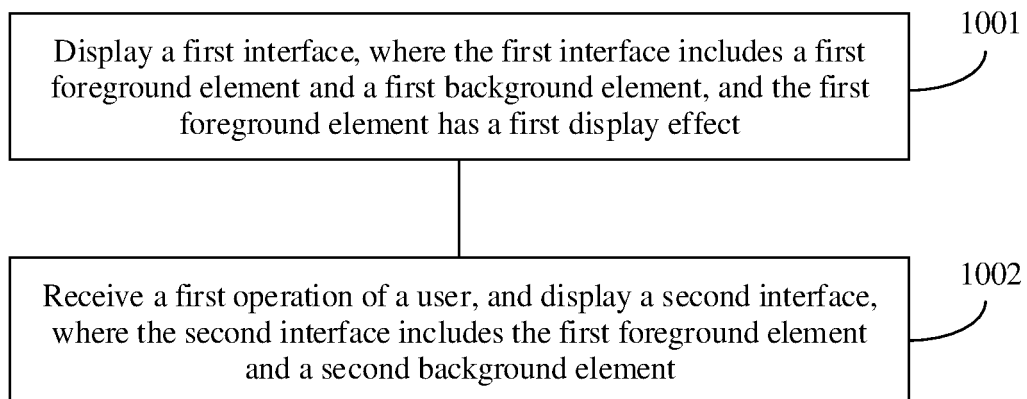 1001
Display a first interface, where the first interface includes a first
foreground element and a first background element, and the first
foreground element has a first display effect
1002
Receive a first operation of a user, and display a second interface,
where the second interface includes the first foreground element
and a second background element